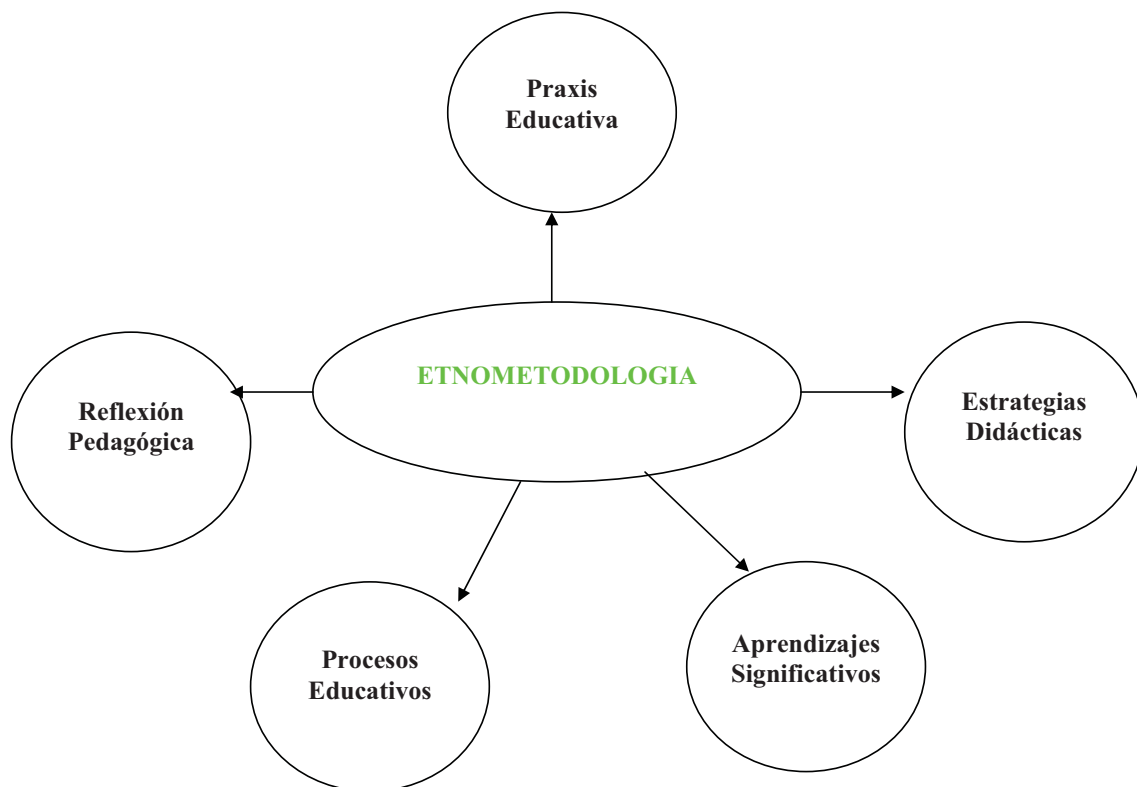 Praxis
Educativa
ETNOMETODOLOGIA
Reflexión
Pedagógica
Estrategias
Didácticas
Procesos
Educativos
Aprendizajes
Significativos